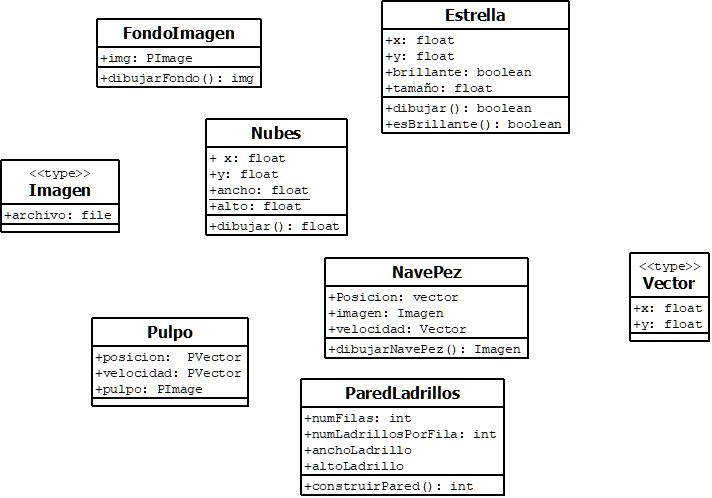 FondoImagen
+img: PImage
+dibujarFondo(): img
Estrella
+x: float
+y: float
+brillante: boolean
+tamaño: float
+dibujar(): boolean
+esBrillante(): boolean
Nubes
+ x: float
+y: float
+ancho: float
+alto: float
+dibujar(): float
<<type>>
Imagen
+archivo: file
NavePez
+Posicion: vector
+imagen: Imagen
+velocidad: Vector
+dibujarNavePez(): Imagen
<<type>>
Vector
+x: float
+y: float
Pulpo
+posicion:  PVector
+velocidad: PVector
+pulpo: PImage
ParedLadrillos
+numFilas: int
+numLadrillosPorFila: int
+anchoLadrillo
+altoLadrillo
+construirPared(): int